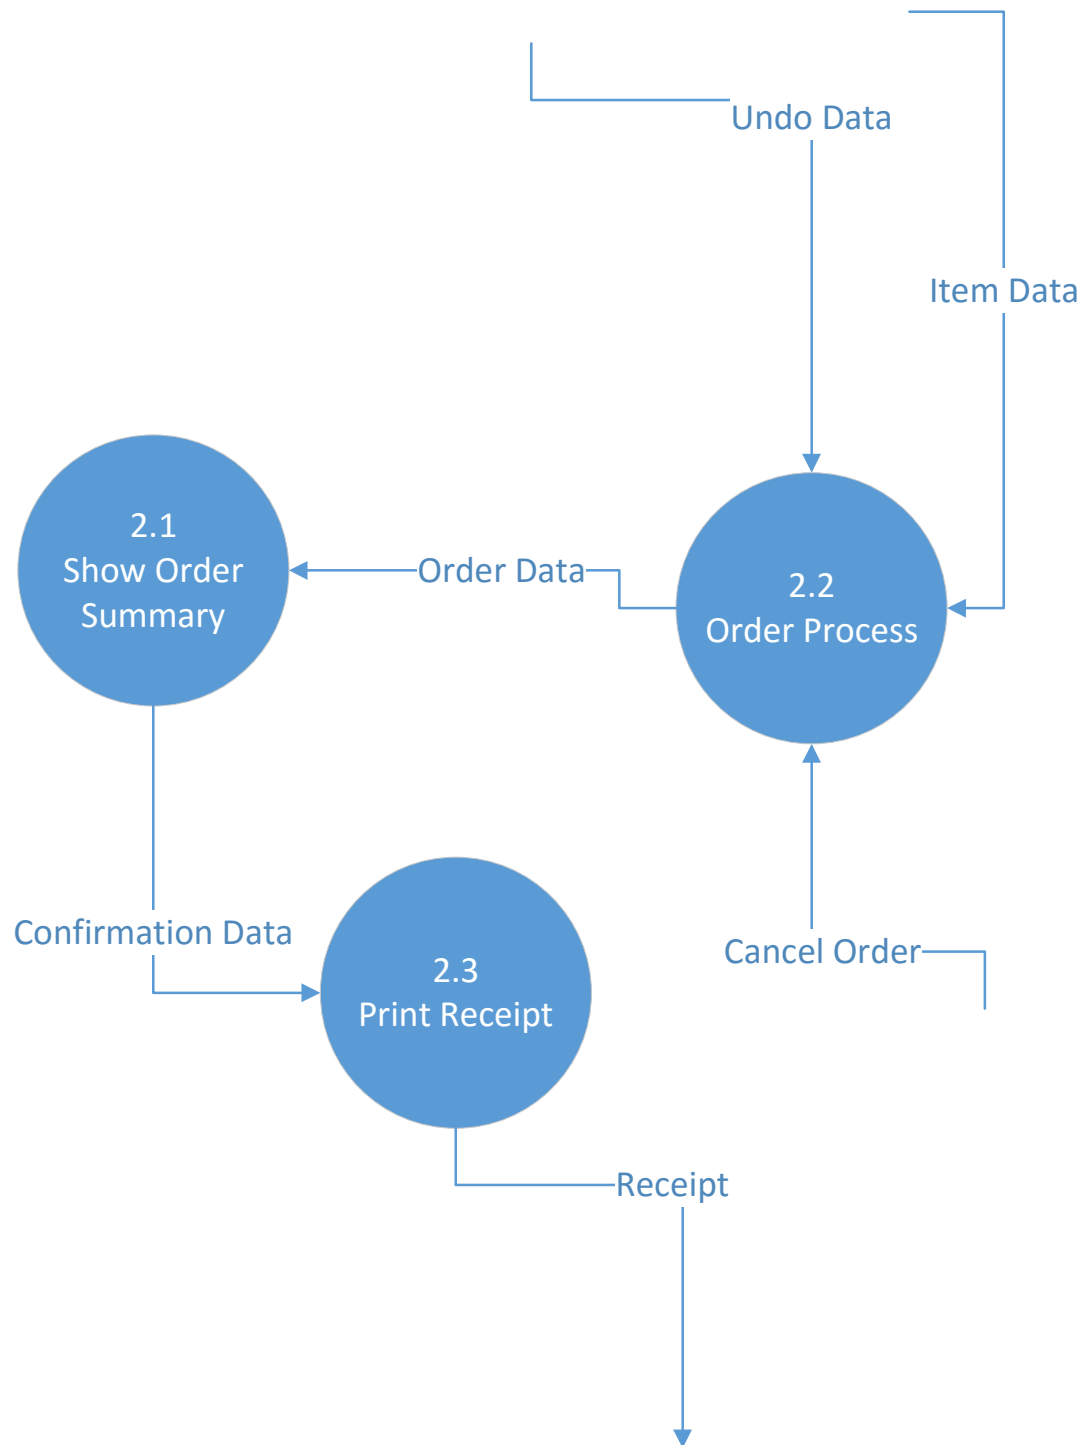 Undo Data
Item Data
2.1
Show Order
Summary
Order Data
2.2
Order Process
Confirmation Data
2.3
Print Receipt
Cancel Order
Receipt